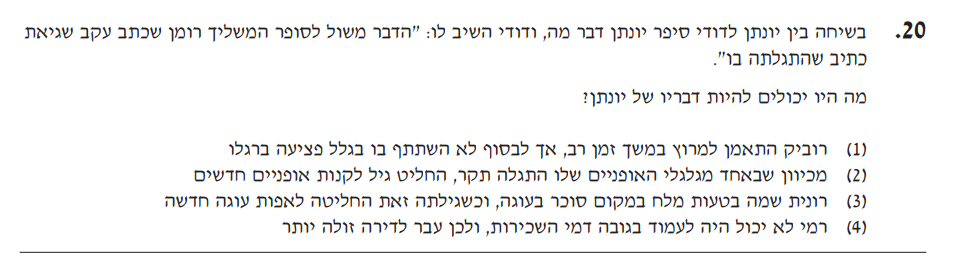 20. בשיחה בין יונתן לדודי סיפר יונתן דבר מה, ודודי השיב לו: "הדבר משול לסופר המשליך רומן שכתב עקב שגיאת
כתיב שהתגלתה בו".
מה היו יכולים להיות דבריו של יונתן?
(1) רוביק התאמן למרוץ במשך זמן רב, אך לבסוף לא השתתף בו בגלל פציעה ברגלו
(2) מכיוון שבאחד מגלגלי האופניים שלו התגלה תקר, החליט גיל לקנות אופניים חדשים
(3) רונית שמה בטעות מלח במקום סוכר בעוגה, וכשגילתה זאת החליטה לאפות עוגה חדשה
(4) רמי לא יכול היה לעמוד בגובה דמי השכירות, ולכן עבר לדירה זולה יותר